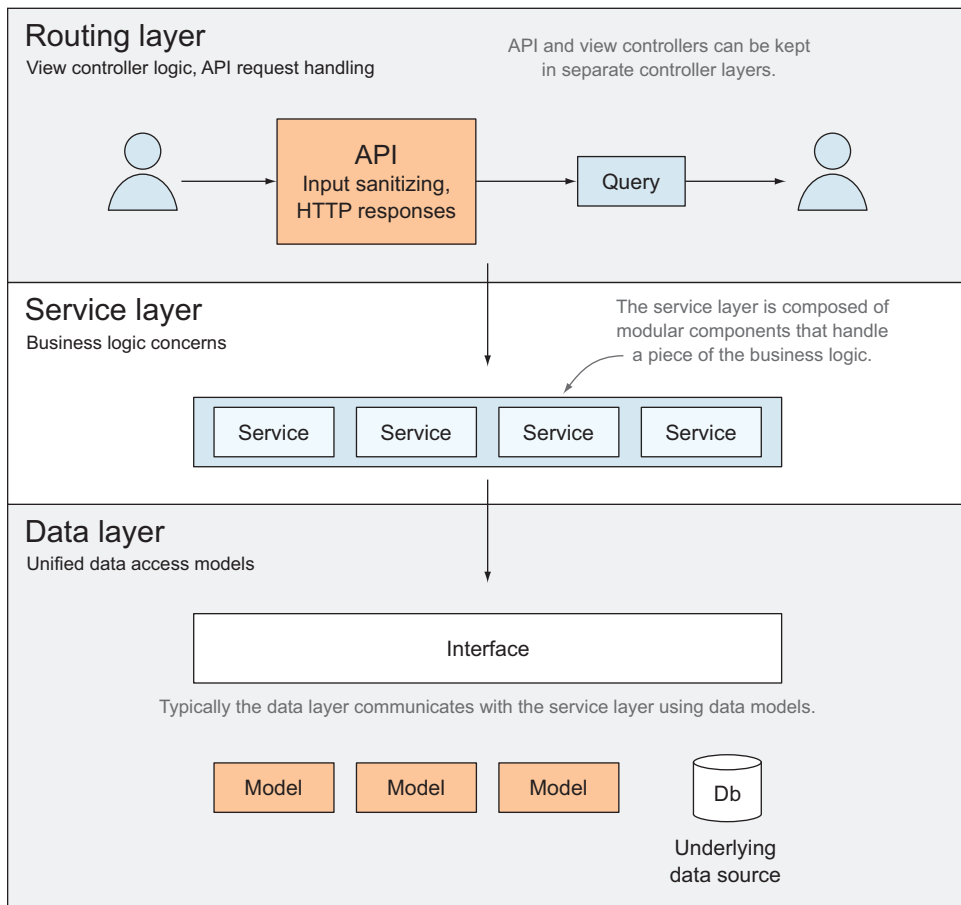 Routing layer
View controller logic, API request handling
API and view controllers can be kept
in separate controller layers.
API
Input sanitizing,
HTTP responses
Query
Service layer
Business logic concerns
The service layer is composed of
modular components that handle
a piece of the business logic.
Service
Service
Service
Service
Data layer
Unified data access models
Interface
Typically the data layer communicates with the service layer using data models.
Model
Model
Model
Db
Underlying
data source